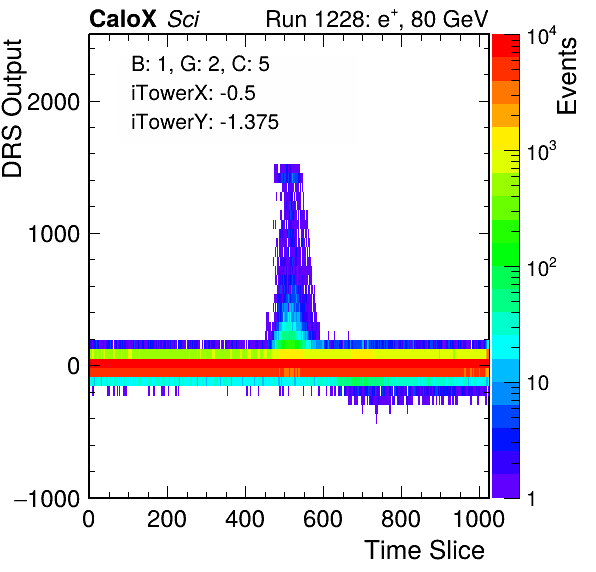 CaloX Sci Run 1228: e⁺, 80 GeV
B: 1, G: 2, C: 5
iTowerX: -0.5
iTowerY: -1.375
DRS Output
2000
1000
0
−1000
0 200 400 600 800 1000
Time Slice
10⁴
10³
10²
10
1
Events